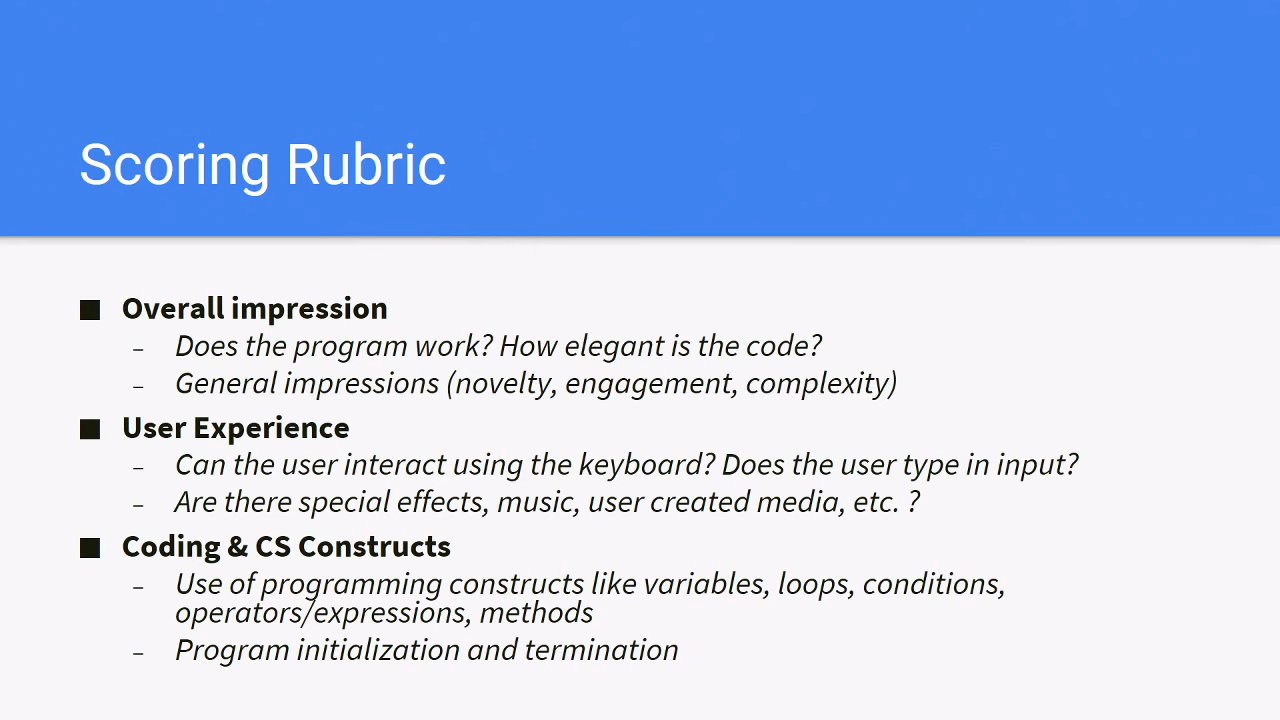 Scoring Rubric
■ Overall impression
– Does the program work? How elegant is the code?
– General impressions (novelty, engagement, complexity)
■ User Experience
– Can the user interact using the keyboard? Does the user type in input?
– Are there special effects, music, user created media, etc. ?
■ Coding & CS Constructs
– Use of programming constructs like variables, loops, conditions,
operators/expressions, methods
– Program initialization and termination